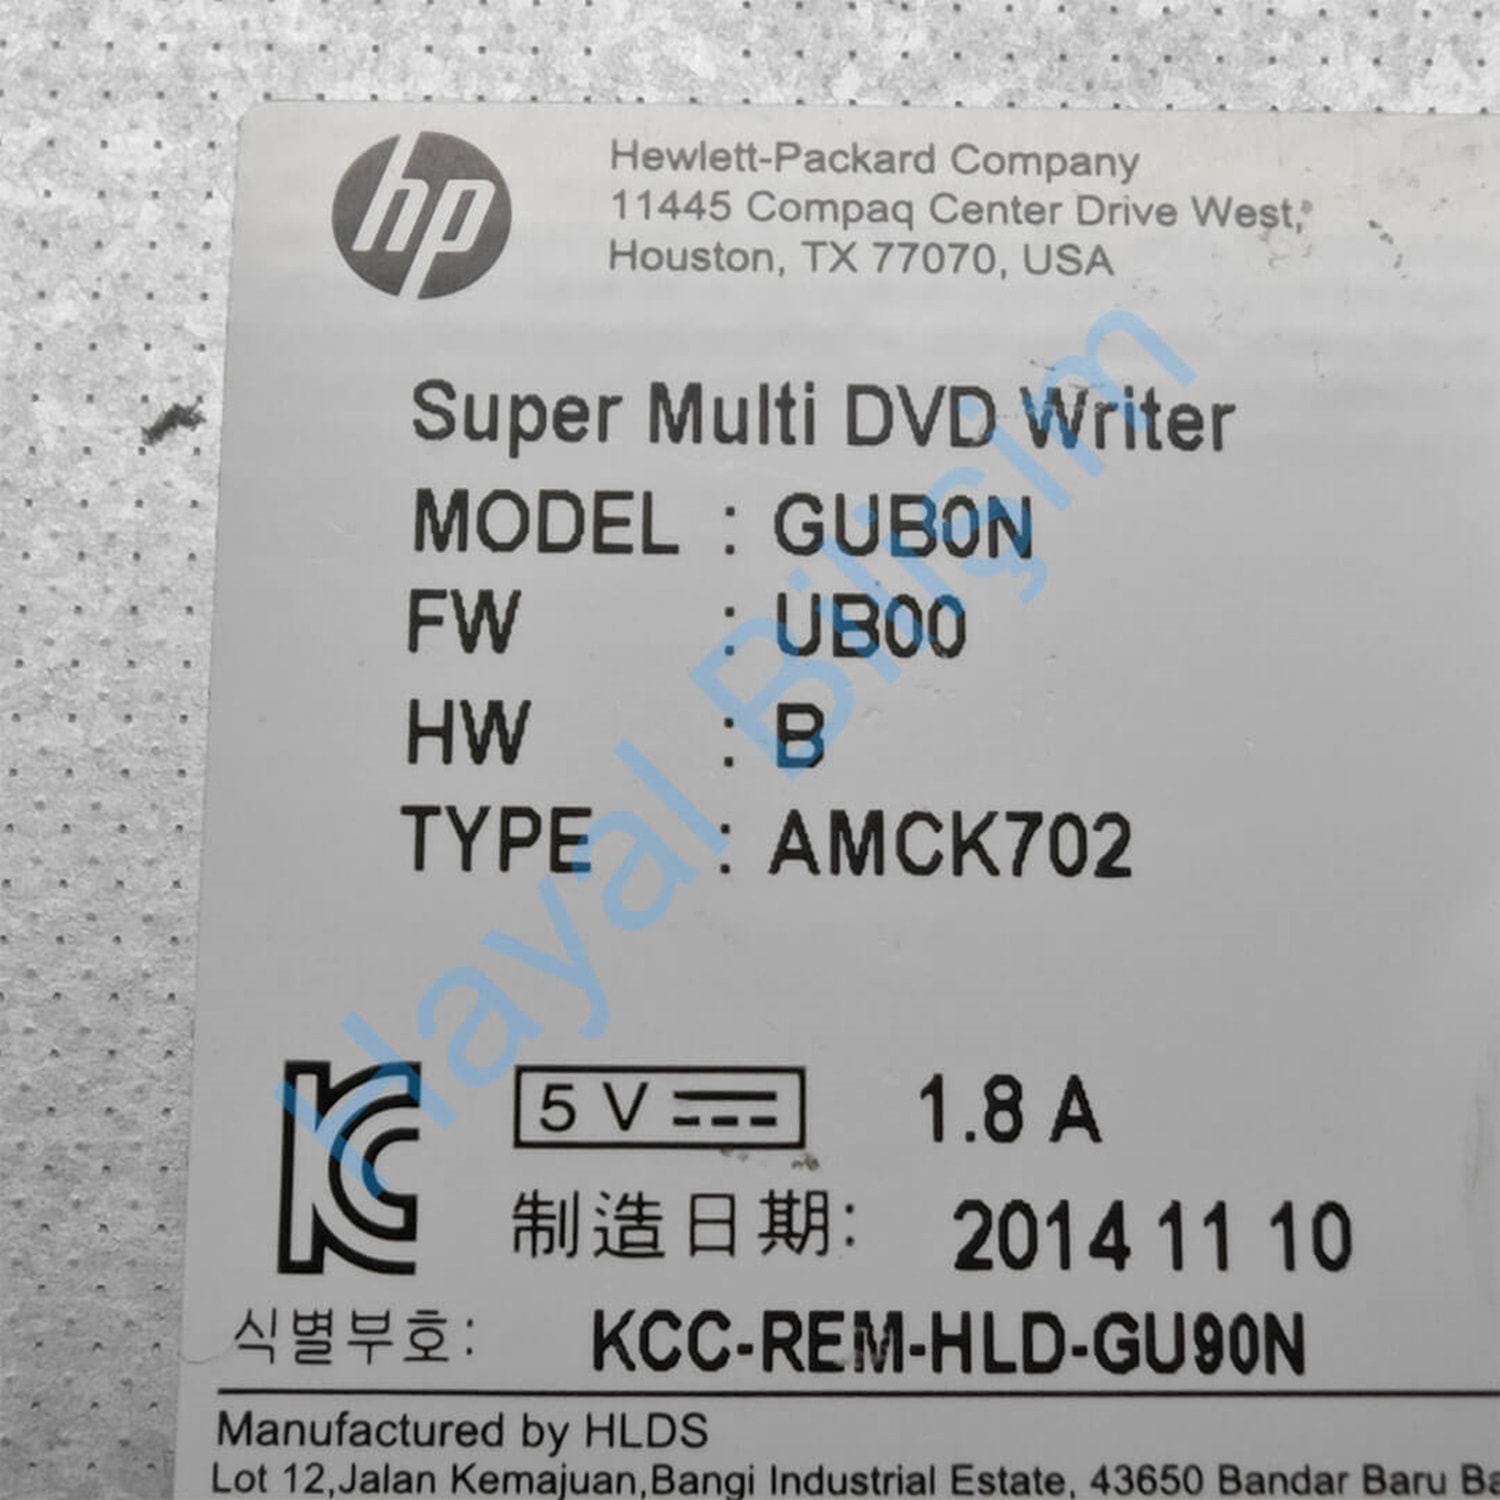 hp
Hewlett-Packard Company
11445 Compaq Center Drive West,
Houston, TX 77070, USA
Super Multi DVD Writer
MODEL : GUB0N
FW : UB00
HW : B
TYPE : AMCK702
5 V 1.8 A
制造日期: 2014 11 10
식별부호: KCC-REM-HLD-GU90N
Manufactured by HLDS
Lot 12,Jalan Kemajuan,Bangi Industrial Estate, 43650 Bandar Baru
Hayal Bilişim